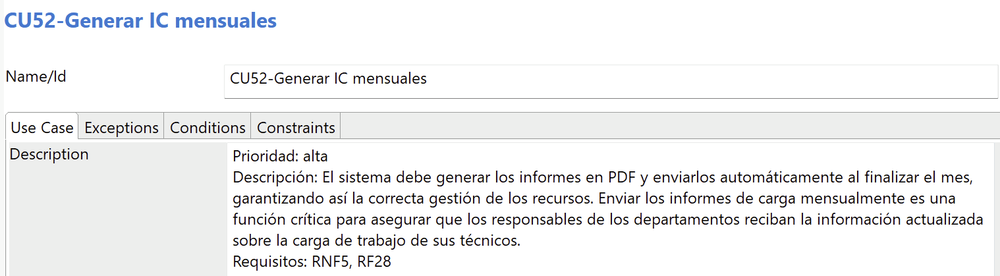 CU52-Generar IC mensuales
Name/Id
CU52-Generar IC mensuales
Use Case
Exceptions
Conditions
Constraints
Description
Prioridad: alta
Descripción: El sistema debe generar los informes en PDF y enviarlos automáticamente al finalizar el mes,
garantizando así la correcta gestión de los recursos. Enviar los informes de carga mensualmente es una
función crítica para asegurar que los responsables de los departamentos reciban la información actualizada
sobre la carga de trabajo de sus técnicos.
Requisitos: RNF5, RF28